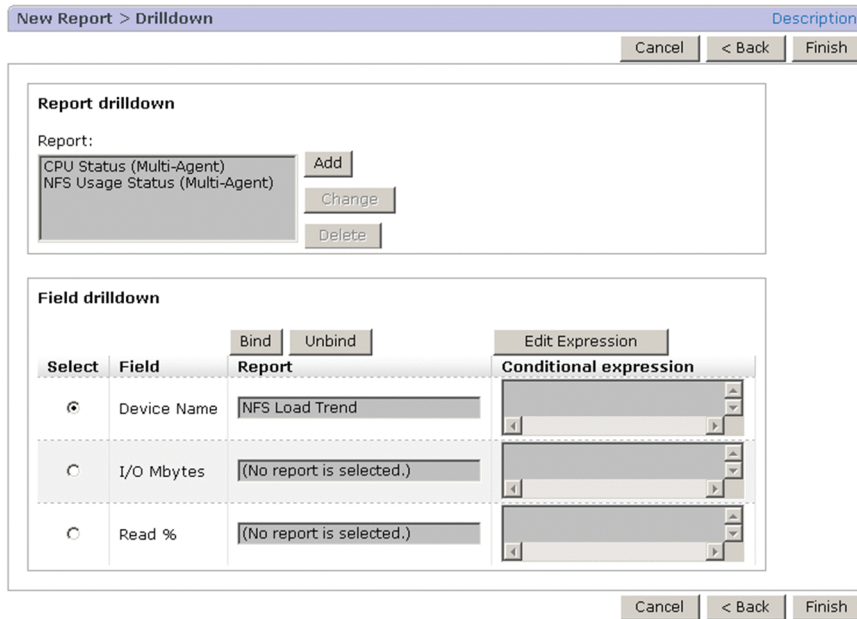 New Report > Drilldown Description
Cancel < Back Finish
Report drilldown
Report:
CPU Status (Multi-Agent)
NFS Usage Status (Multi-Agent)
Add
Change
Delete
Field drilldown
Bind Unbind Edit Expression
Select Field Report Conditional expression
Device Name NFS Load Trend
I/O Mbytes (No report is selected.)
Read % (No report is selected.)
Cancel < Back Finish